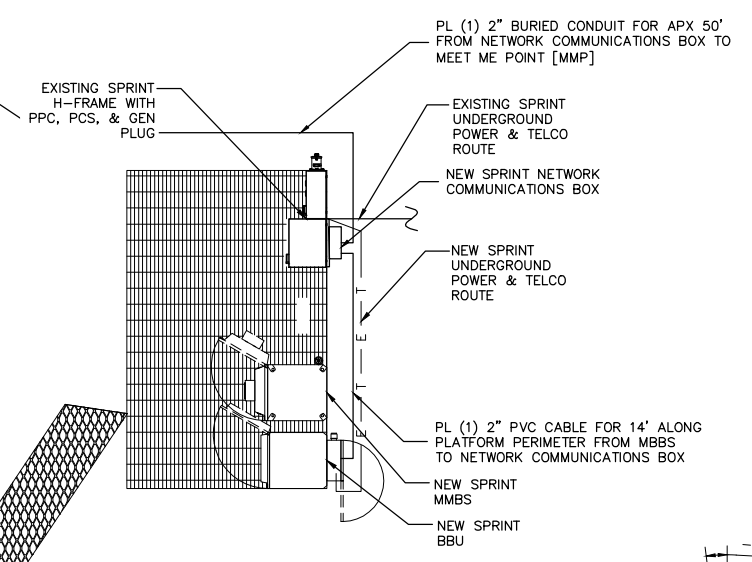 PL (1) 2" BURIED CONDUIT FOR APX 50'
FROM NETWORK COMMUNICATIONS BOX TO
MEET ME POINT [MMP]
EXISTING SPRINT
H-FRAME WITH
PPC, PCS, & GEN
PLUG
EXISTING SPRINT
UNDERGROUND
POWER & TELCO
ROUTE
NEW SPRINT NETWORK
COMMUNICATIONS BOX
NEW SPRINT
UNDERGROUND
POWER & TELCO
ROUTE
T
E
T
E
PL (1) 2" PVC CABLE FOR 14' ALONG
PLATFORM PERIMETER FROM MBBS
TO NETWORK COMMUNICATIONS BOX
NEW SPRINT
MMBS
NEW SPRINT
BBU